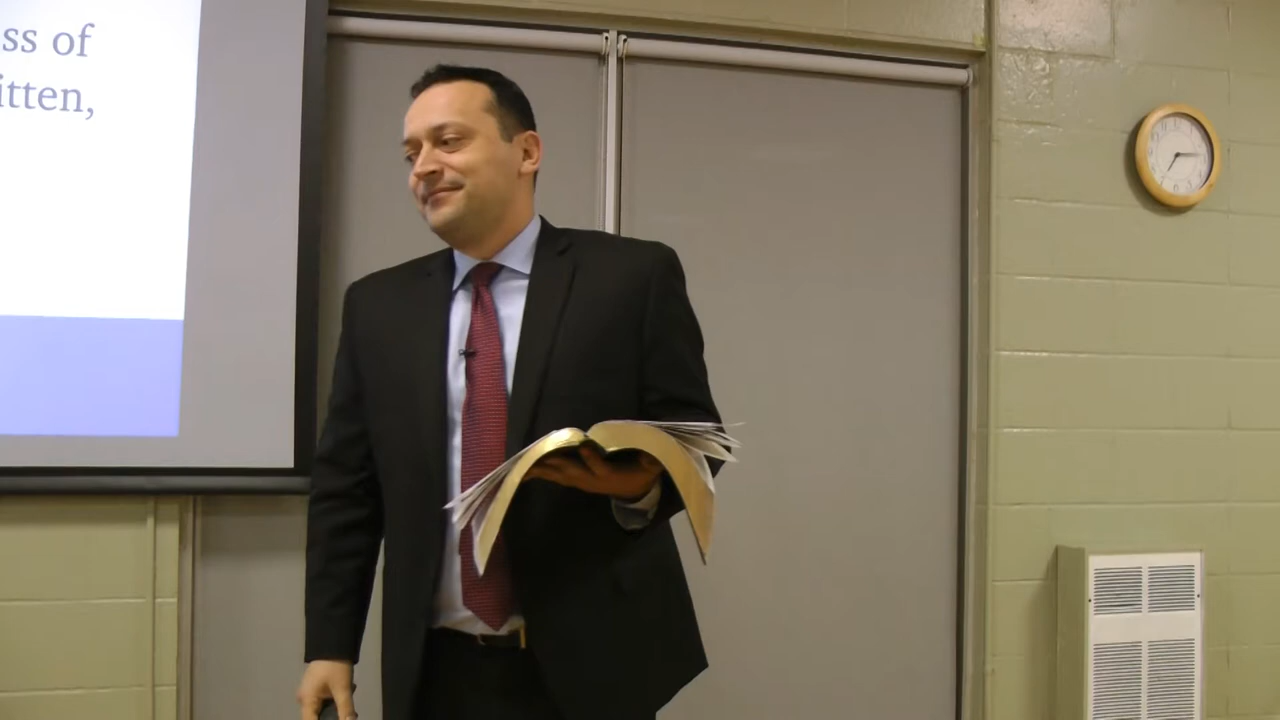 ss of
itten,